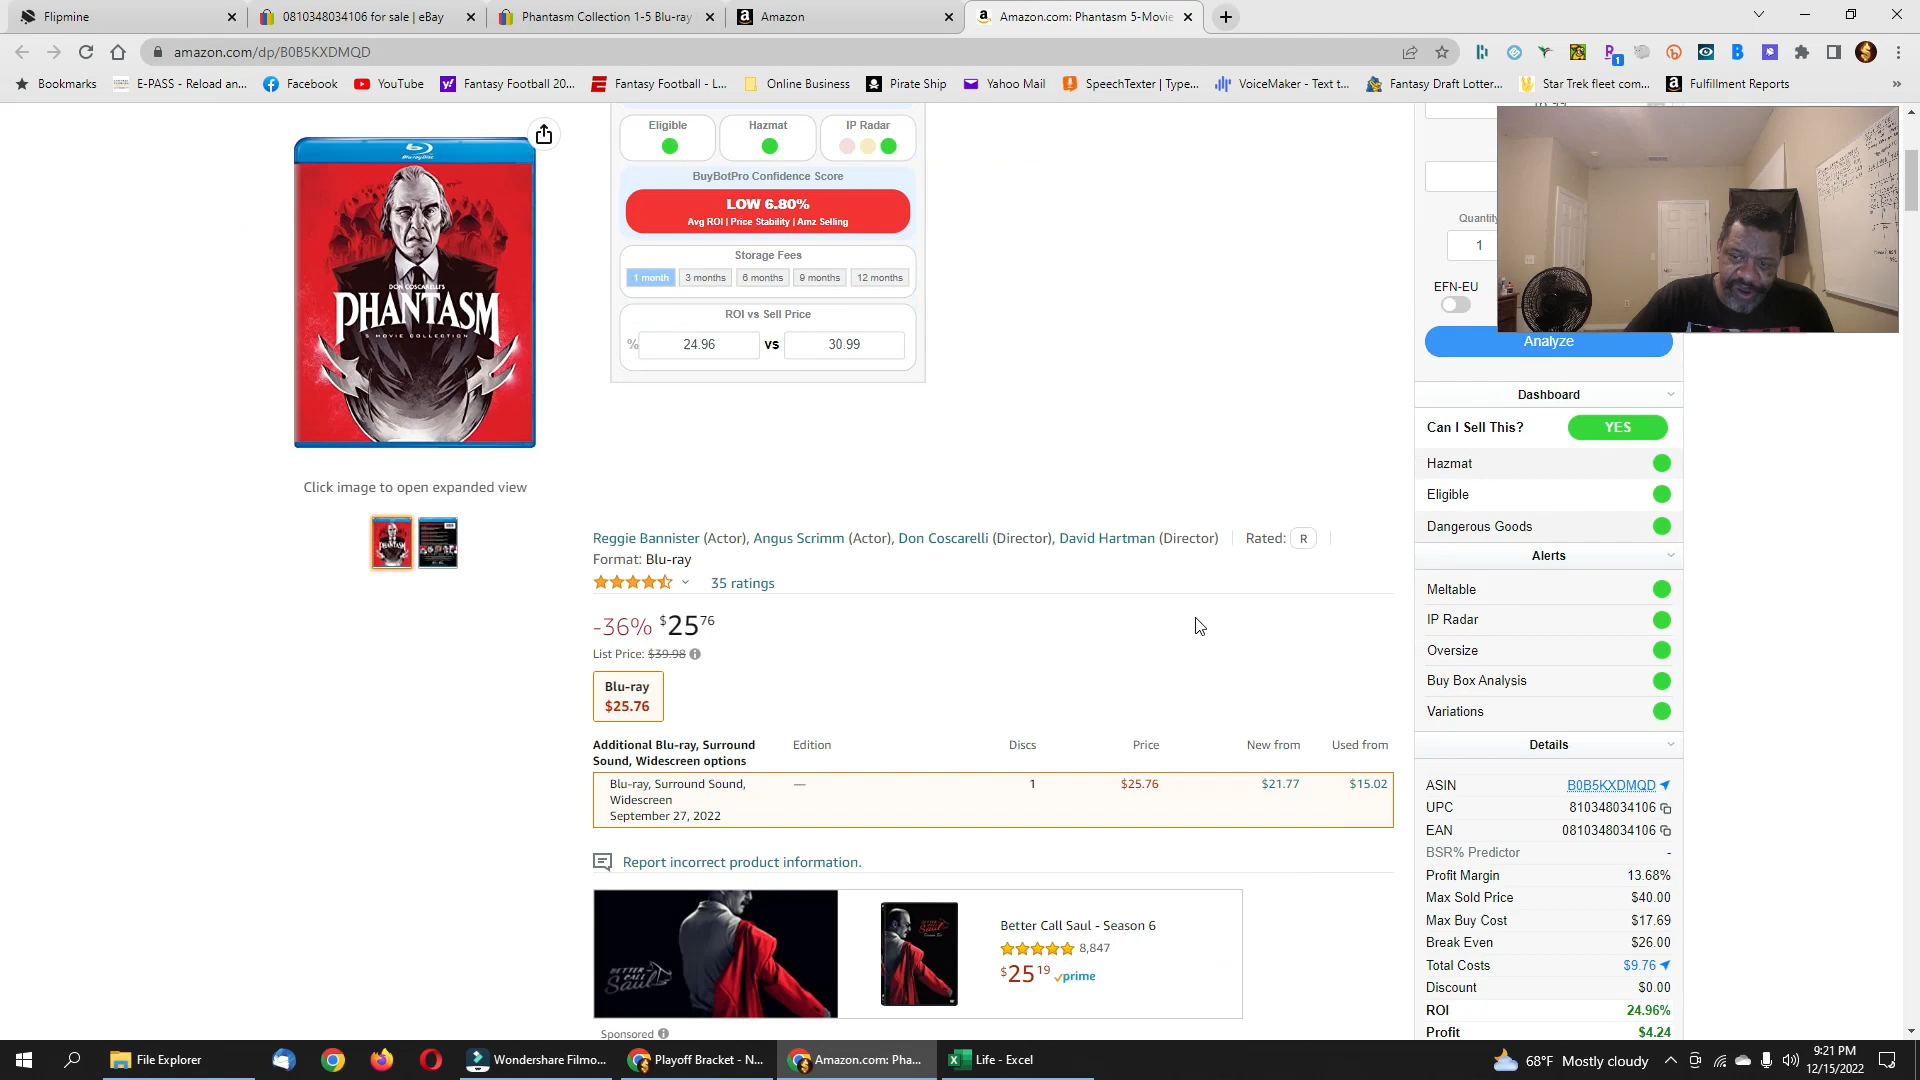 Flipmine
0810348034106 for sale | eBay
Phantasm Collection 1-5 Blu-ray
Amazon
Amazon.com: Phantasm 5-Movie
amazon.com/dp/B0B5KXDMQD
Bookmarks
E-PASS - Reload an...
Facebook
YouTube
Fantasy Football 20...
Fantasy Football - L...
Online Business
Pirate Ship
Yahoo Mail
SpeechTexter | Type...
VoiceMaker - Text t...
Fantasy Draft Lotter...
Star Trek fleet com...
Fulfillment Reports
Blu-ray Disc
DON COSCARELLI'S
PHANTASM
5 MOVIE COLLECTION
Click image to open expanded view
Eligible
Hazmat
IP Radar
BuyBotPro Confidence Score
LOW 6.80%
Avg ROI | Price Stability | Amz Selling
Storage Fees
1 month
3 months
6 months
9 months
12 months
ROI vs Sell Price
%
24.96
vs
30.99
Reggie Bannister (Actor), Angus Scrimm (Actor), Don Coscarelli (Director), David Hartman (Director)
Rated: R
Format: Blu-ray
35 ratings
-36% $25 76
List Price: $39.98
Blu-ray
$25.76
Additional Blu-ray, Surround
Sound, Widescreen options
Edition
Discs
Price
New from
Used from
Blu-ray, Surround Sound,
Widescreen
September 27, 2022
—
1
$25.76
$21.77
$15.02
Report incorrect product information.
BETTER
CALL
Saul
Better Call Saul - Season 6
8,847
$25 19 prime
Sponsored
Quantity
1
EFN-EU
Analyze
Dashboard
Can I Sell This? YES
Hazmat
Eligible
Dangerous Goods
Alerts
Meltable
IP Radar
Oversize
Buy Box Analysis
Variations
Details
ASIN B0B5KXDMQD
UPC 810348034106
EAN 0810348034106
BSR% Predictor -
Profit Margin 13.68%
Max Sold Price $40.00
Max Buy Cost $17.69
Break Even $26.00
Total Costs $9.76
Discount $0.00
ROI 24.96%
Profit $4.24
File Explorer
Wondershare Filmo...
Playoff Bracket - N...
Amazon.com: Pha...
Life - Excel
68°F Mostly cloudy
9:21 PM
12/15/2022